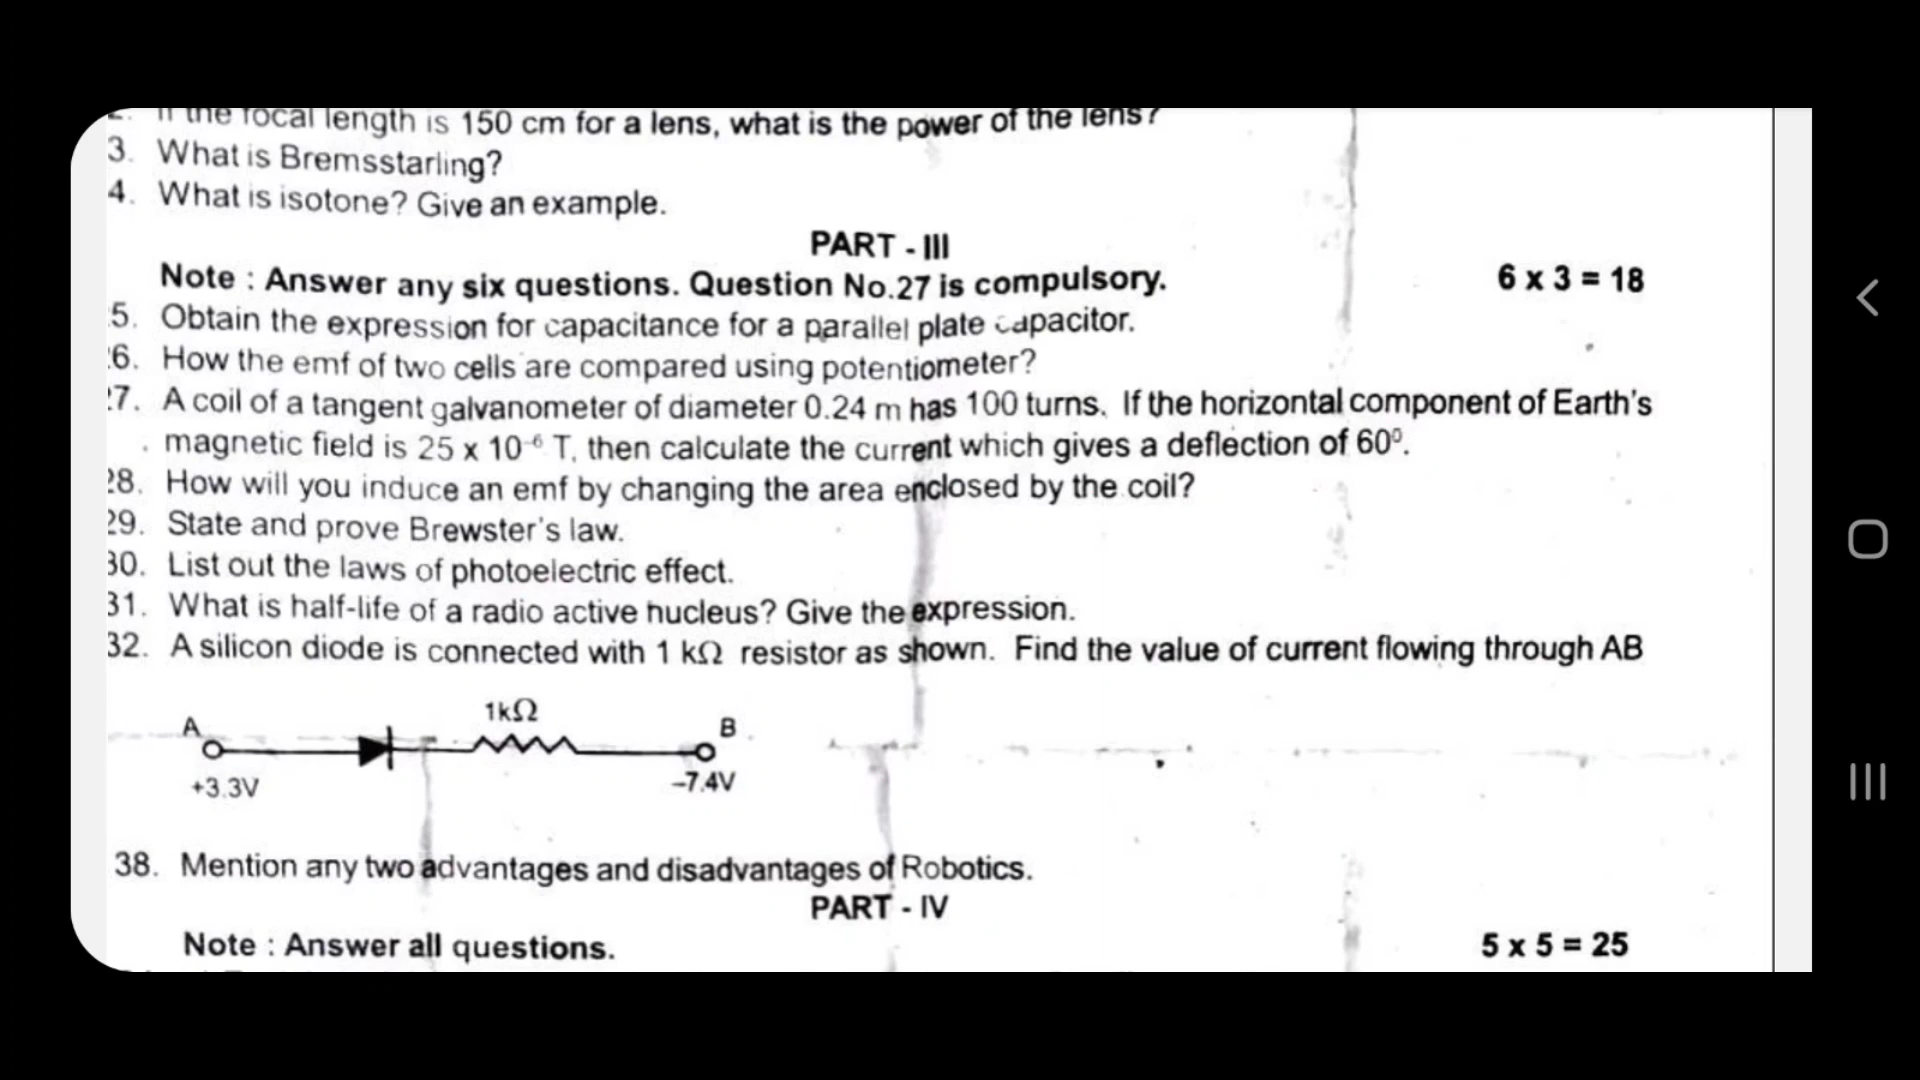 2. If the focal length is 150 cm for a lens, what is the power of the lens?
3. What is Bremsstarling?
4. What is isotone? Give an example.
PART - III
Note : Answer any six questions. Question No.27 is compulsory. 6 x 3 = 18
5. Obtain the expression for capacitance for a parallel plate capacitor.
6. How the emf of two cells are compared using potentiometer?
7. A coil of a tangent galvanometer of diameter 0.24 m has 100 turns. If the horizontal component of Earth's
magnetic field is 25 x 10⁻⁶ T, then calculate the current which gives a deflection of 60⁰.
28. How will you induce an emf by changing the area enclosed by the coil?
29. State and prove Brewster's law.
30. List out the laws of photoelectric effect.
31. What is half-life of a radio active nucleus? Give the expression.
32. A silicon diode is connected with 1 kΩ resistor as shown. Find the value of current flowing through AB
A 1kΩ B
+3.3V –7.4V
38. Mention any two advantages and disadvantages of Robotics.
PART - IV
Note : Answer all questions. 5 x 5 = 25